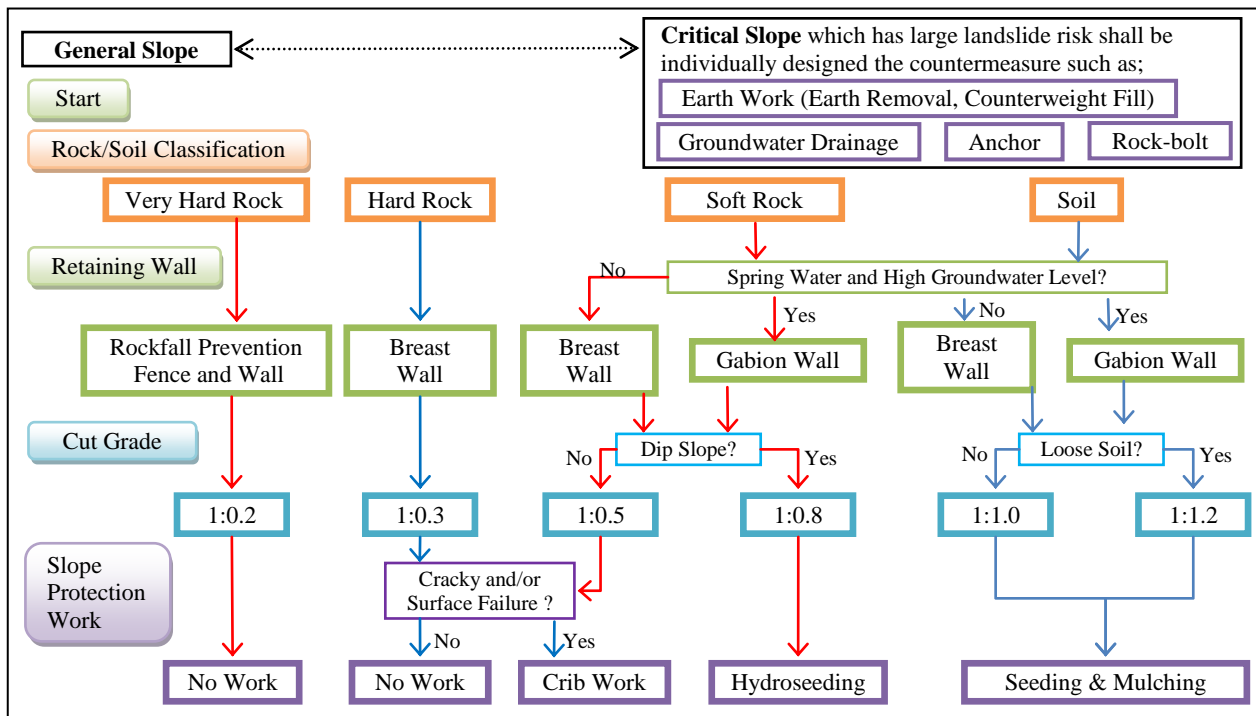 General Slope
Critical Slope which has large landslide risk shall be
individually designed the countermeasure such as;
Earth Work (Earth Removal, Counterweight Fill)
Groundwater Drainage
Anchor
Rock-bolt
Start
Rock/Soil Classification
Very Hard Rock
Hard Rock
Soft Rock
Soil
Retaining Wall
No
Spring Water and High Groundwater Level?
Yes
No
Yes
Rockfall Prevention
Fence and Wall
Breast
Wall
Breast
Wall
Gabion Wall
Breast
Wall
Gabion Wall
Cut Grade
No
Dip Slope?
Yes
No
Loose Soil?
Yes
1:0.2
1:0.3
1:0.5
1:0.8
1:1.0
1:1.2
Slope
Protection
Work
Cracky and/or
Surface Failure ?
No
Yes
No Work
No Work
Crib Work
Hydroseeding
Seeding & Mulching